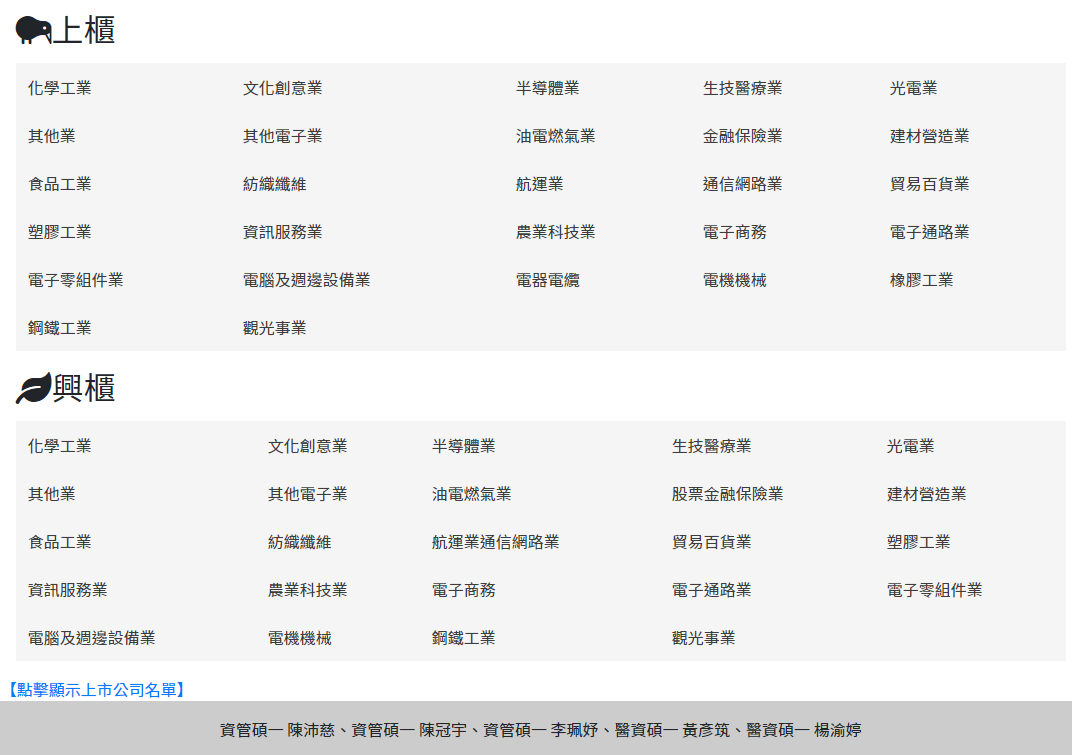 上櫃
化學工業 文化創意業 半導體業 生技醫療業 光電業
其他業 其他電子業 油電燃氣業 金融保險業 建材營造業
食品工業 紡織纖維 航運業 通信網路業 貿易百貨業
塑膠工業 資訊服務業 農業科技業 電子商務 電子通路業
電子零組件業 電腦及週邊設備業 電器電纜 電機機械 橡膠工業
鋼鐵工業 觀光事業
興櫃
化學工業 文化創意業 半導體業 生技醫療業 光電業
其他業 其他電子業 油電燃氣業 股票金融保險業 建材營造業
食品工業 紡織纖維 航運業通信網路業 貿易百貨業 塑膠工業
資訊服務業 農業科技業 電子商務 電子通路業 電子零組件業
電腦及週邊設備業 電機機械 鋼鐵工業 觀光事業
【點擊顯示上市公司名單】
資管碩一 陳沛慈、資管碩一 陳冠宇、資管碩一 李珮妤、醫資碩一 黃彥筑、醫資碩一 楊渝婷